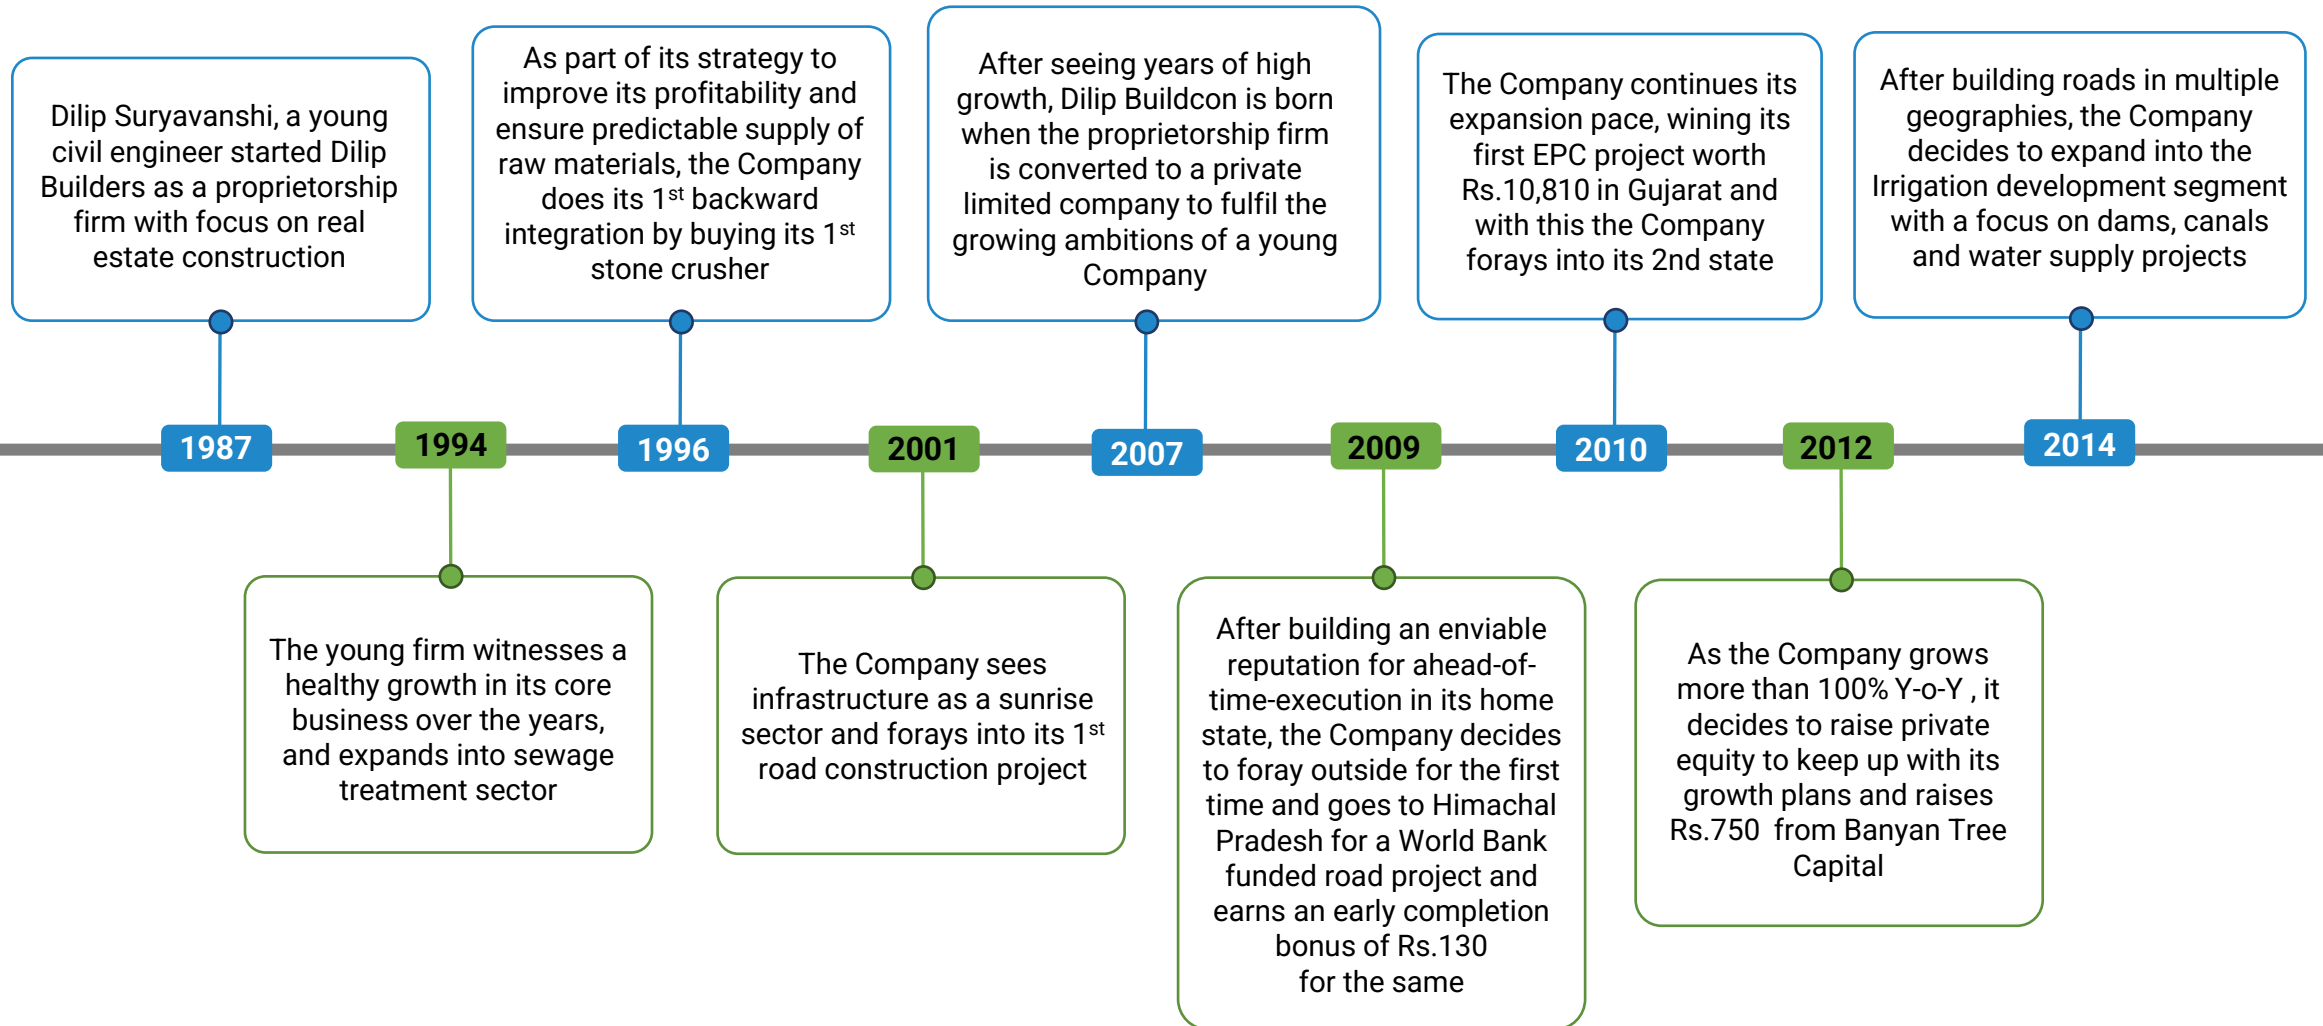 Dilip Suryavanshi, a young
civil engineer started Dilip
Builders as a proprietorship
firm with focus on real
estate construction
As part of its strategy to
improve its profitability and
ensure predictable supply of
raw materials, the Company
does its 1st backward
integration by buying its 1st
stone crusher
After seeing years of high
growth, Dilip Buildcon is born
when the proprietorship firm
is converted to a private
limited company to fulfil the
growing ambitions of a young
Company
The Company continues its
expansion pace, wining its
first EPC project worth
Rs.10,810 in Gujarat and
with this the Company
forays into its 2nd state
After building roads in multiple
geographies, the Company
decides to expand into the
Irrigation development segment
with a focus on dams, canals
and water supply projects
1987
1994
1996
2001
2007
2009
2010
2012
2014
The young firm witnesses a
healthy growth in its core
business over the years,
and expands into sewage
treatment sector
The Company sees
infrastructure as a sunrise
sector and forays into its 1st
road construction project
After building an enviable
reputation for ahead-of-
time-execution in its home
state, the Company decides
to foray outside for the first
time and goes to Himachal
Pradesh for a World Bank
funded road project and
earns an early completion
bonus of Rs.130
for the same
As the Company grows
more than 100% Y-o-Y , it
decides to raise private
equity to keep up with its
growth plans and raises
Rs.750 from Banyan Tree
Capital